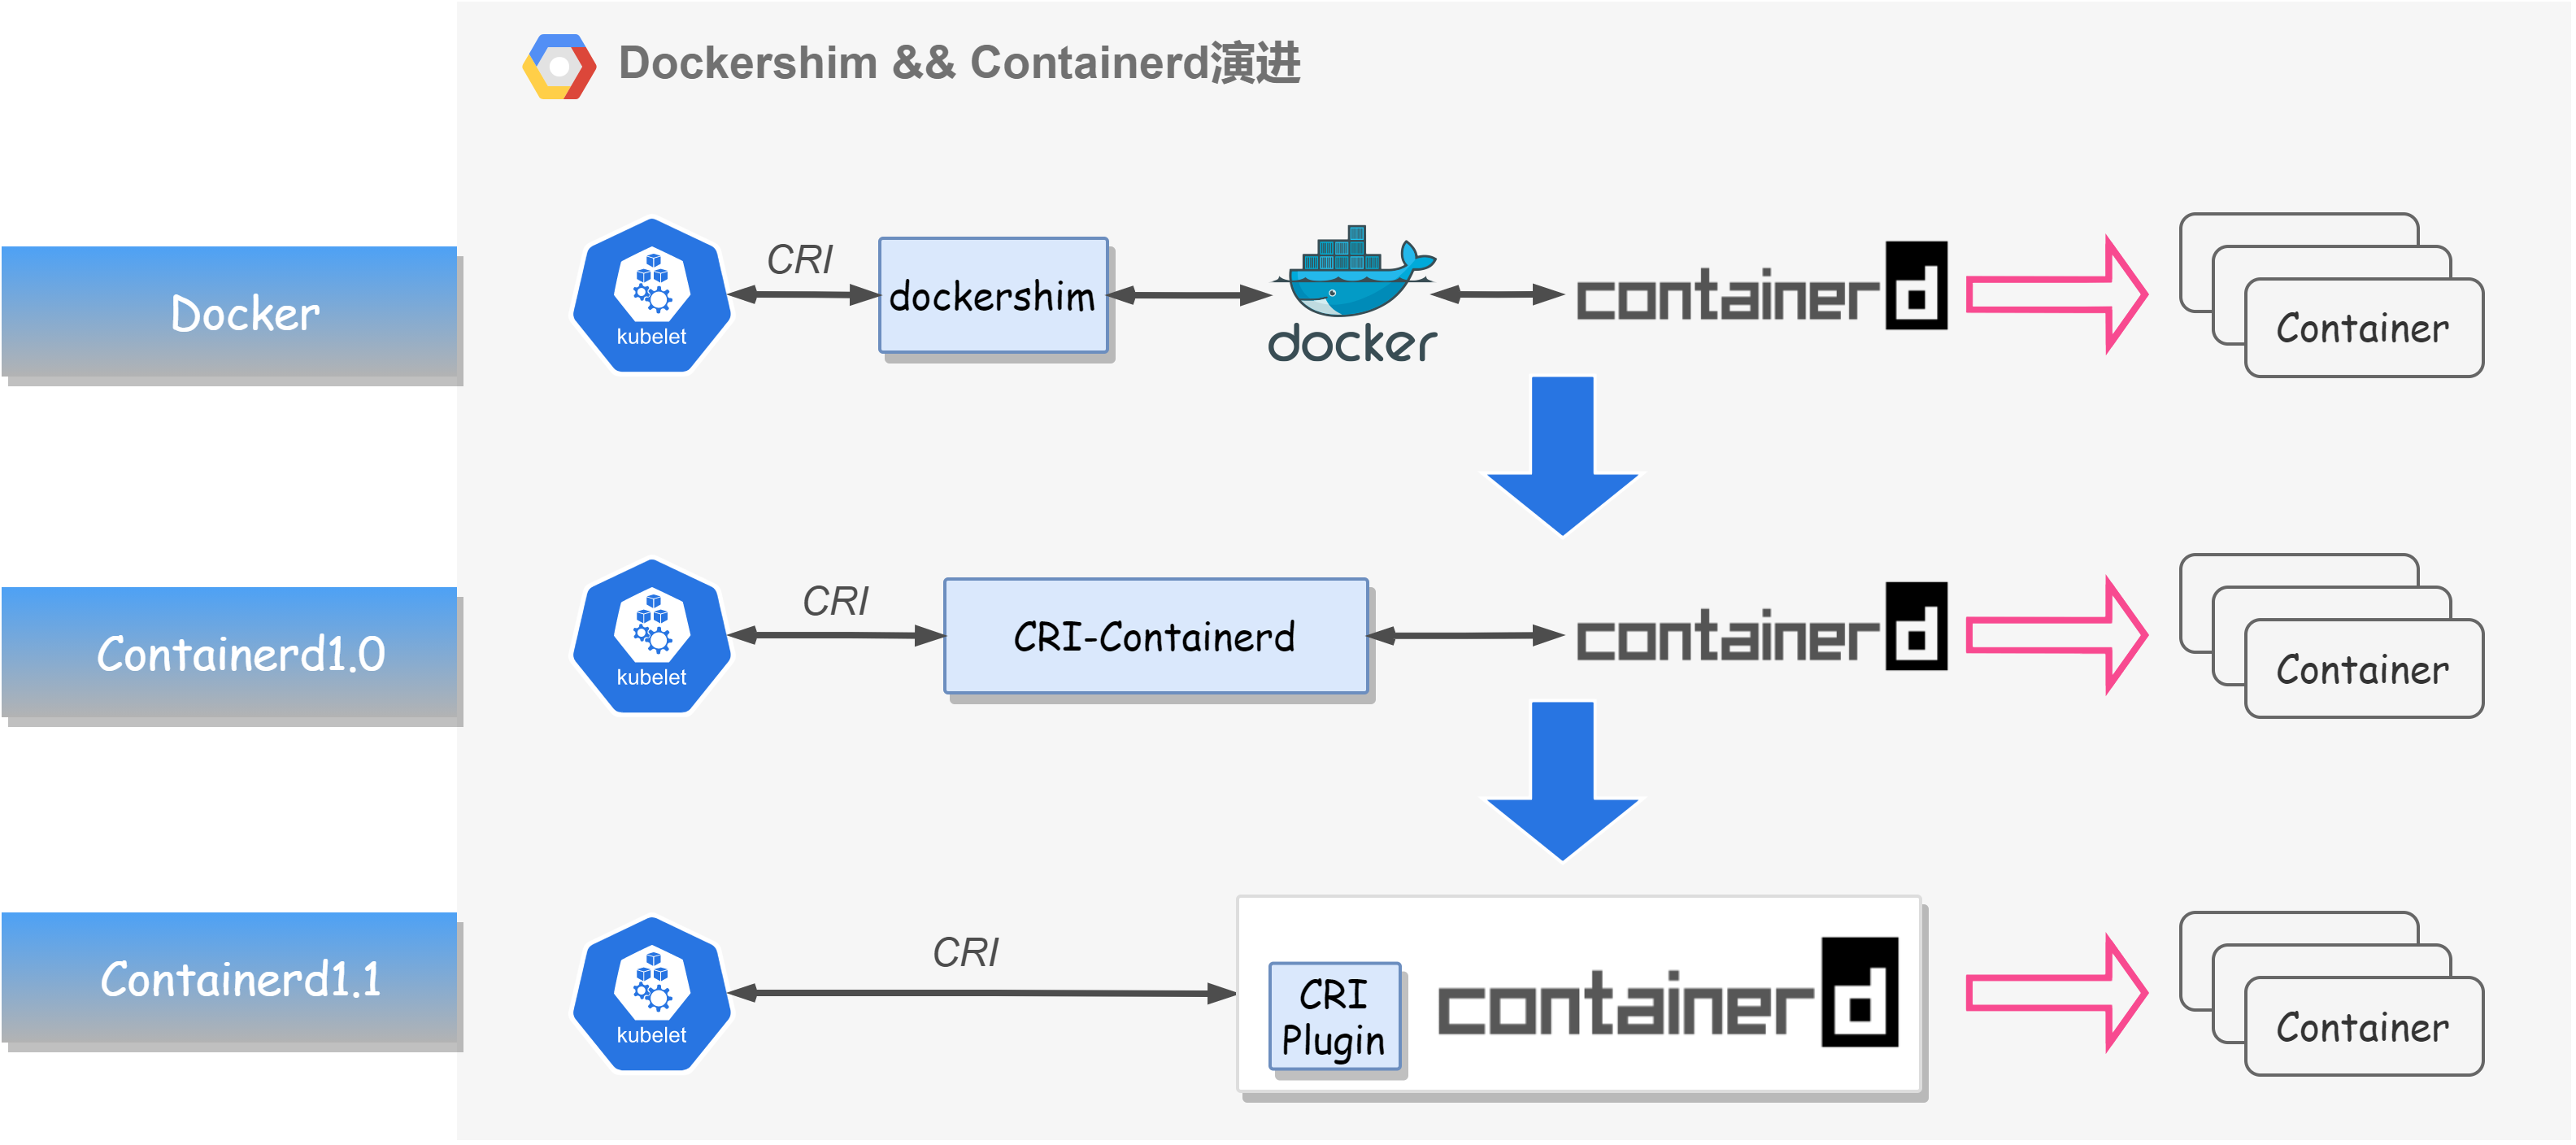 Dockershim && Containerd演进
Docker
kubelet
CRI
dockershim
docker
containerd
Container
Containerd1.0
kubelet
CRI
CRI-Containerd
containerd
Container
Containerd1.1
kubelet
CRI
CRI
Plugin
containerd
Container